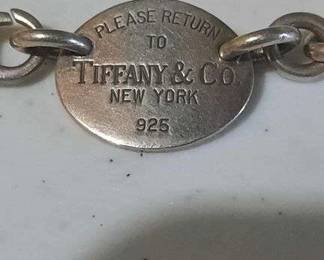 PLEASE RETURN
TO
TIFFANY & CO.
NEW YORK
925